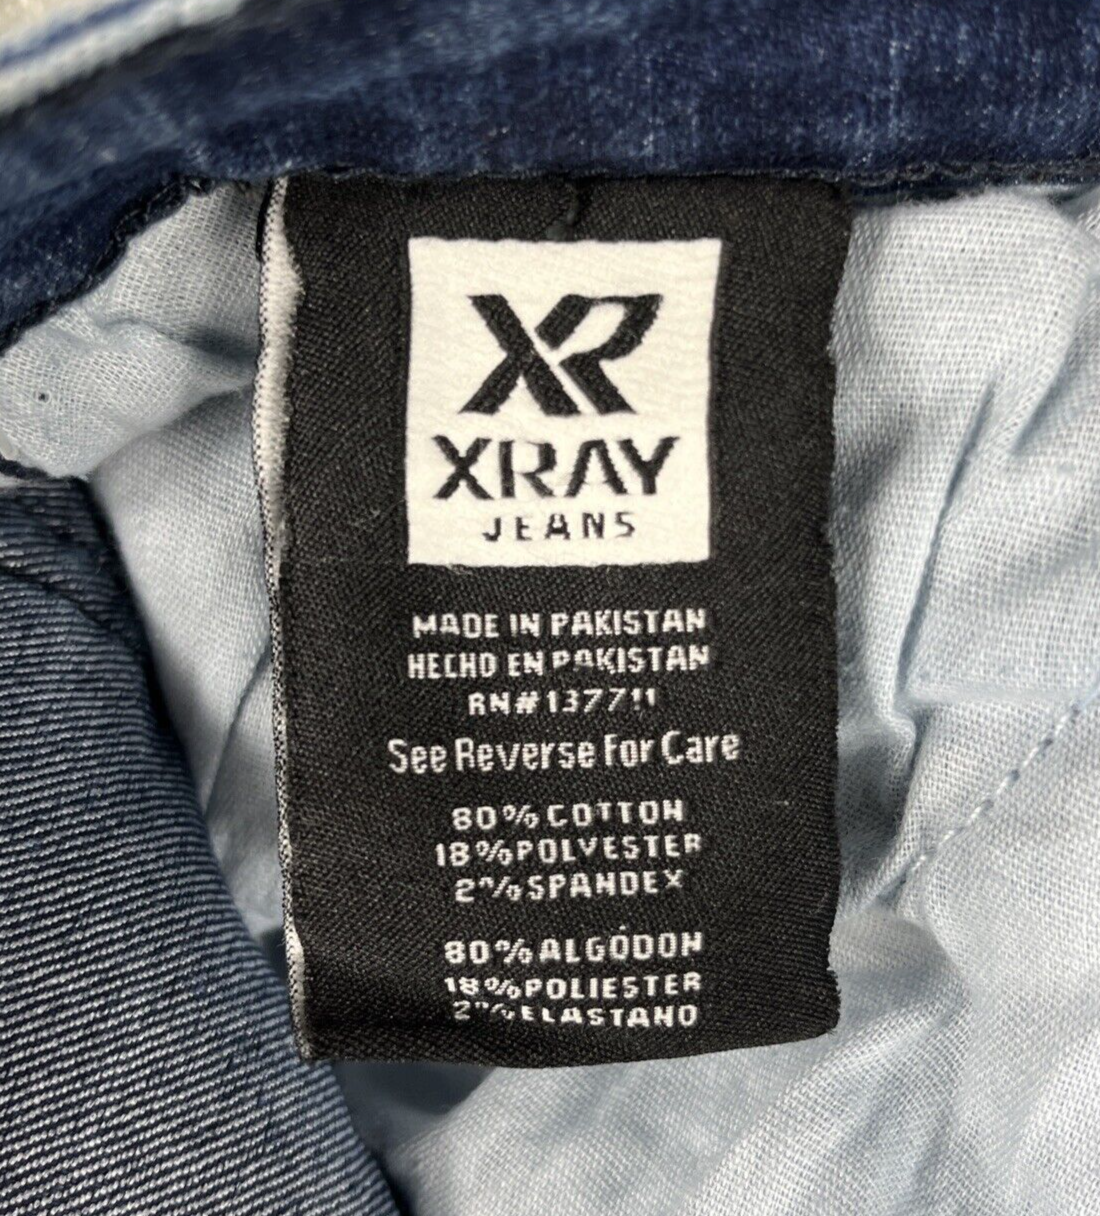 XR
XRAY
JEANS
MADE IN PAKISTAN
HECHO EN PAKISTAN
RN#137711
See Reverse For Care
80% COTTON
18% POLYESTER
2% SPANDEX
80% ALGÓDON
18% POLIESTER
2% ELASTANO